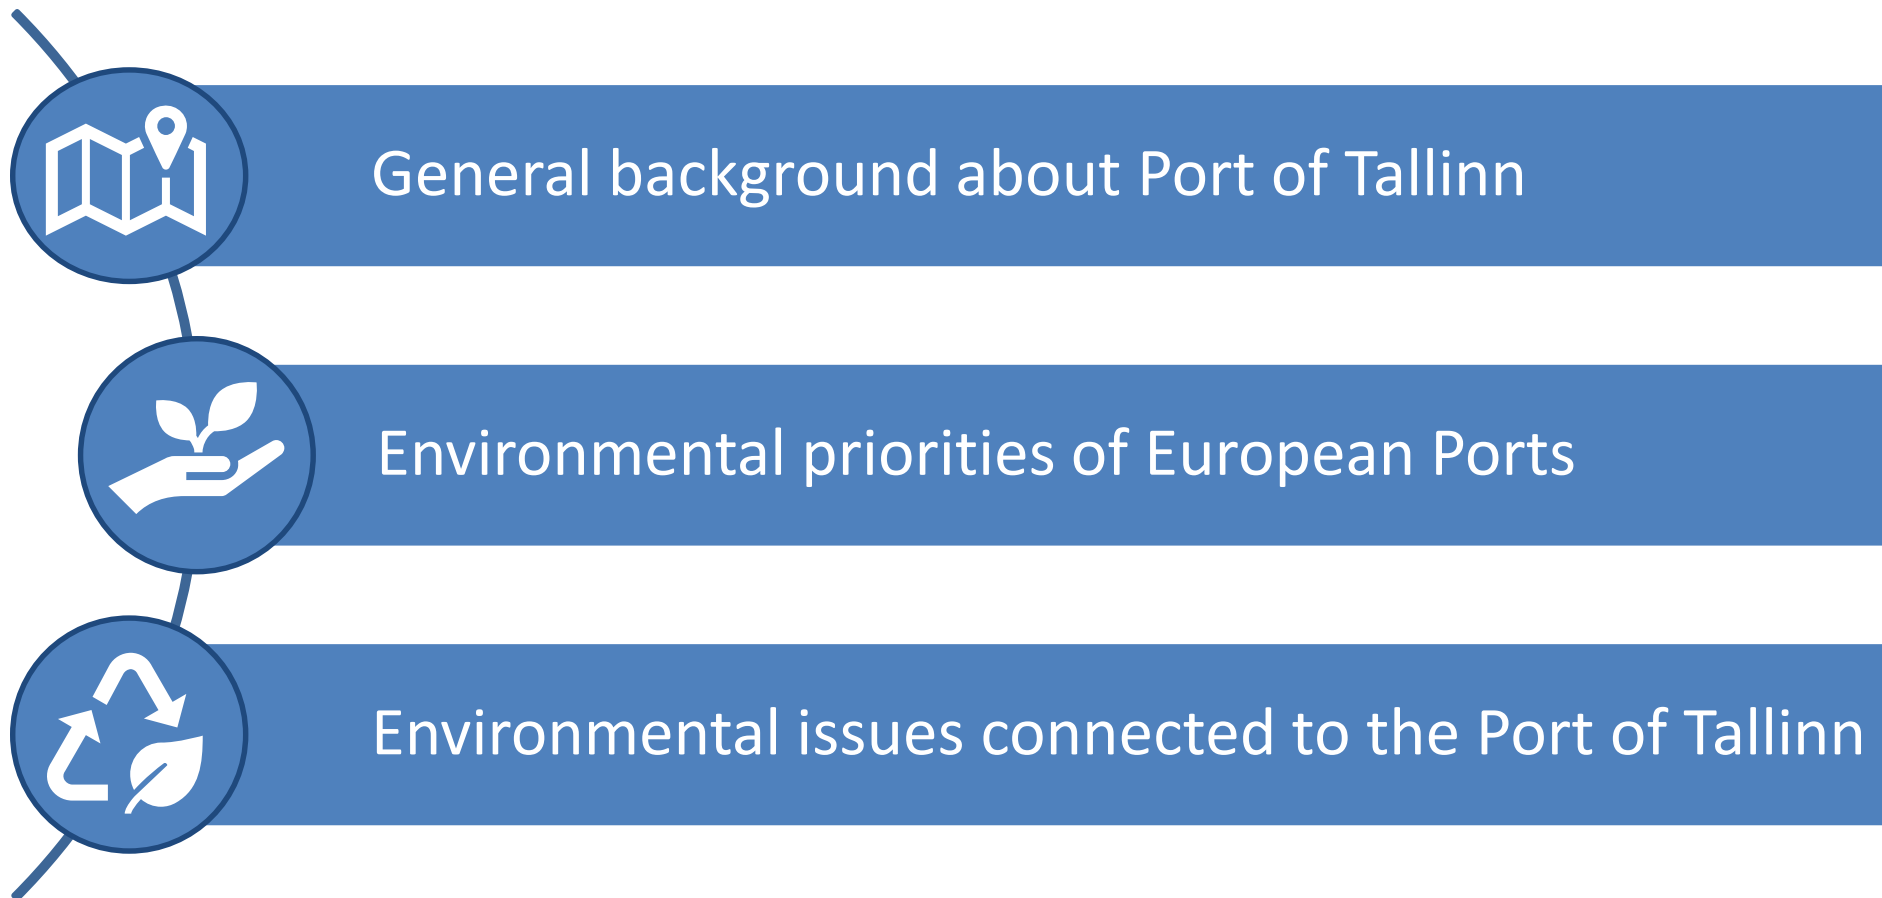 General background about Port of Tallinn
Environmental priorities of European Ports
Environmental issues connected to the Port of Tallinn